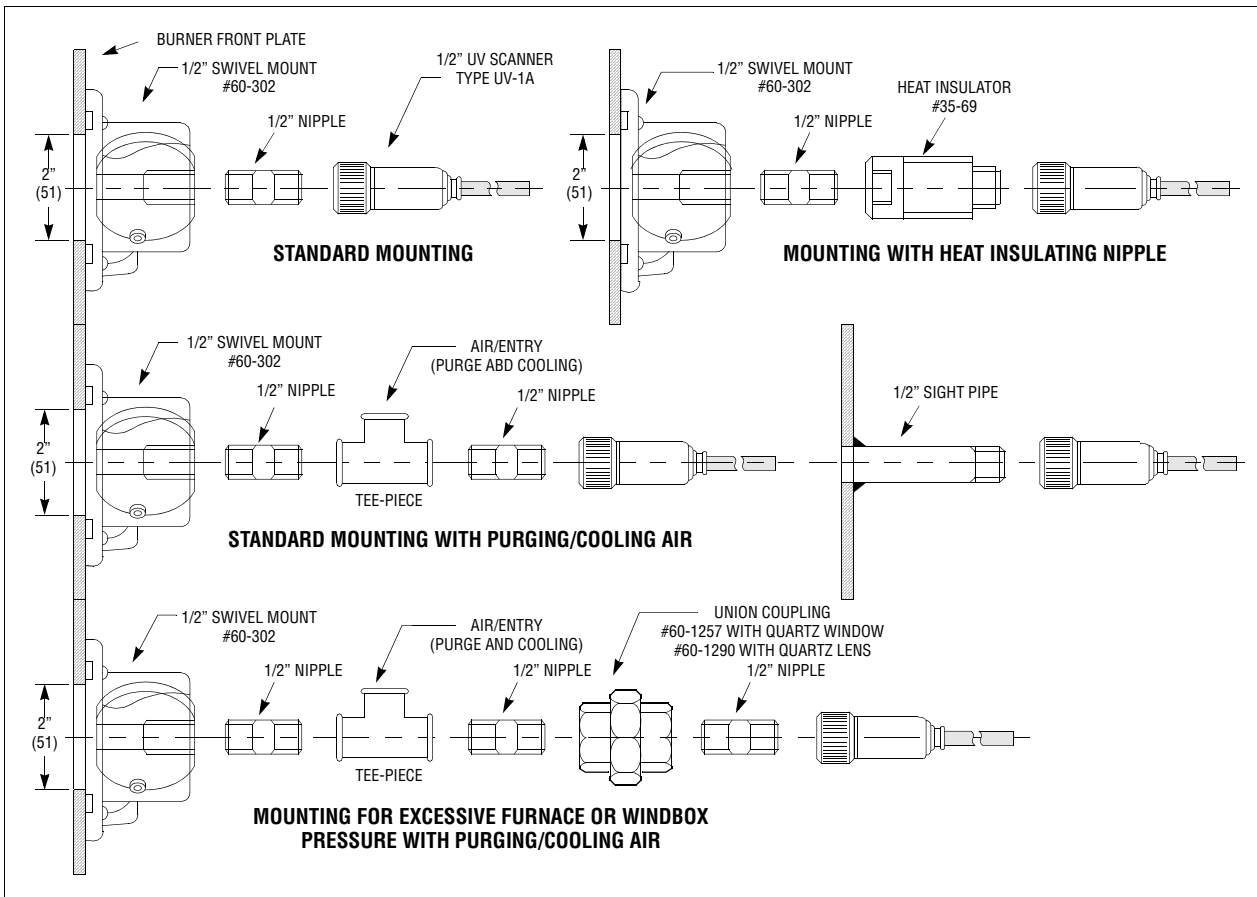 BURNER FRONT PLATE
1/2” SWIVEL MOUNT
#60-302
1/2” NIPPLE
1/2” UV SCANNER
TYPE UV-1A
2”
(51)
STANDARD MOUNTING
1/2” SWIVEL MOUNT
#60-302
1/2” NIPPLE
HEAT INSULATOR
#35-69
2”
(51)
MOUNTING WITH HEAT INSULATING NIPPLE
1/2” SWIVEL MOUNT
#60-302
1/2” NIPPLE
AIR/ENTRY
(PURGE ABD COOLING)
1/2” NIPPLE
2”
(51)
TEE-PIECE
STANDARD MOUNTING WITH PURGING/COOLING AIR
1/2” SIGHT PIPE
1/2” SWIVEL MOUNT
#60-302
1/2” NIPPLE
AIR/ENTRY
(PURGE AND COOLING)
1/2” NIPPLE
UNION COUPLING
#60-1257 WITH QUARTZ WINDOW
#60-1290 WITH QUARTZ LENS
1/2” NIPPLE
2”
(51)
TEE-PIECE
MOUNTING FOR EXCESSIVE FURNACE OR WINDBOX
PRESSURE WITH PURGING/COOLING AIR